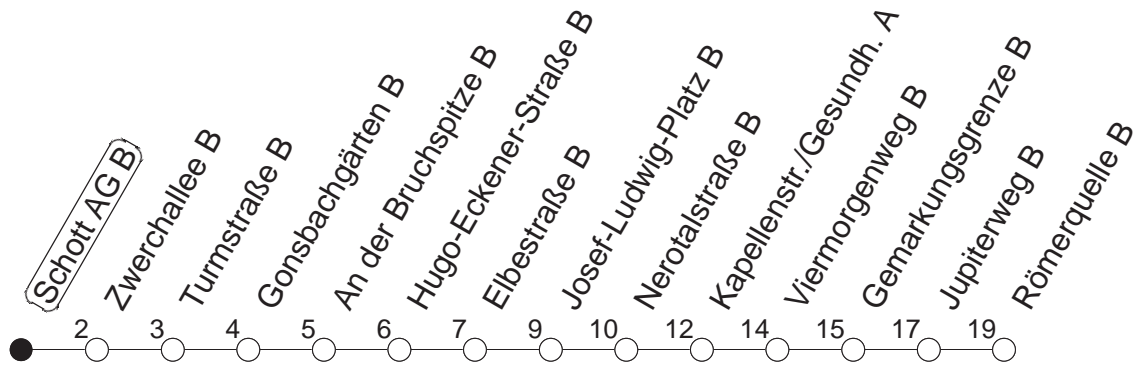 Schott AG B
Zwerchallee B
Turmstraße B
Gonsbachgärten B
An der Bruchspitze B
Hugo-Eckener-Straße B
Elbestraße B
Josef-Ludwig-Platz B
Nerotalstraße B
Kapellenstr./Gesundh. A
Viermorgenweg B
Gemarkungsgrenze B
Jupiterweg B
Römerquelle B
2 3 4 5 6 7 9 10 12 14 15 17 19